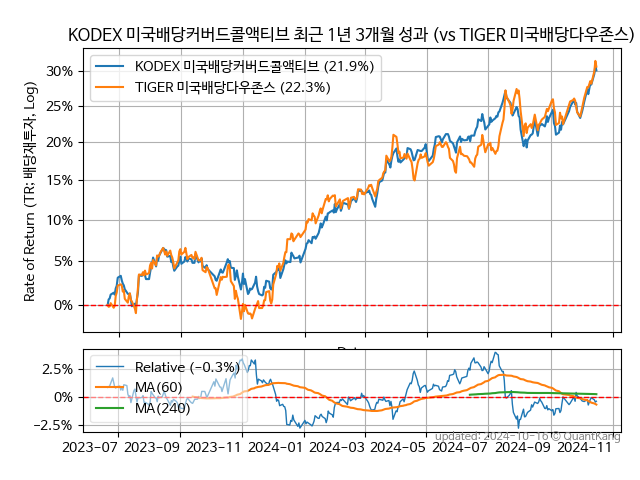 KODEX 미국배당커버드콜액티브 최근 1년 3개월 성과 (vs TIGER 미국배당다우존스)
Rate of Return (TR: 배당재투자, Log)
KODEX 미국배당커버드콜액티브 (21.9%)
TIGER 미국배당다우존스 (22.3%)
30%
25%
20%
15%
10%
5%
0%
Relative (−0.3%)
MA(60)
MA(240)
2.5%
0%
−2.5%
2023−07 2023−09 2023−11 2024−01 2024−03 2024−05 2024−07 2024−09 2024−11
updated: 2024−10−16 © QuantKang